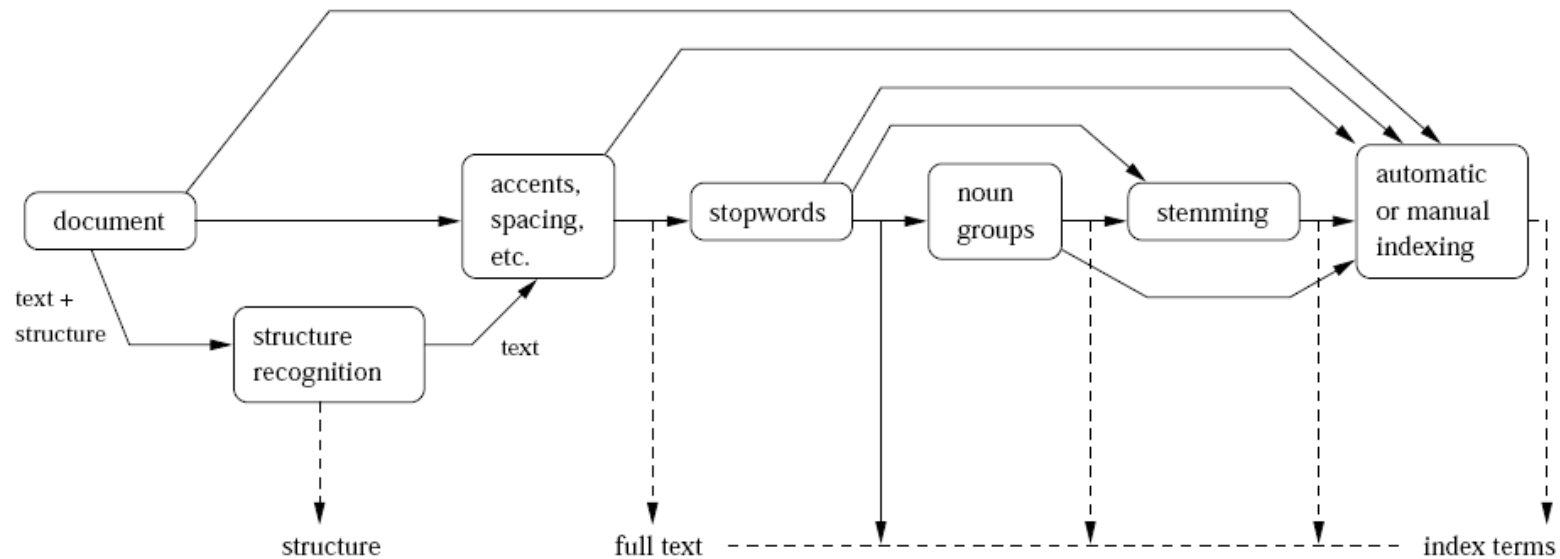 document
text +
structure
structure
recognition
text
accents,
spacing,
etc.
stopwords
noun
groups
stemming
automatic
or manual
indexing
structure
full text
index terms